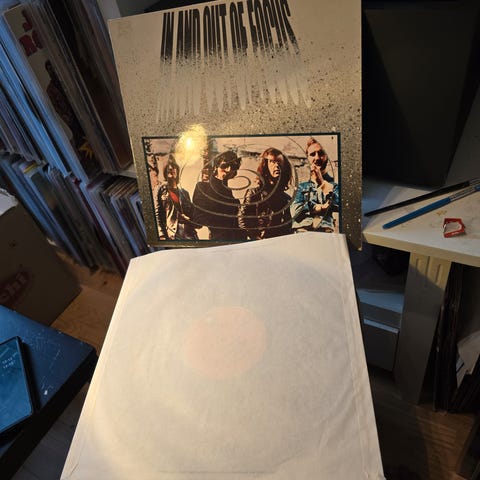 IN AND OUT OF FOCUS